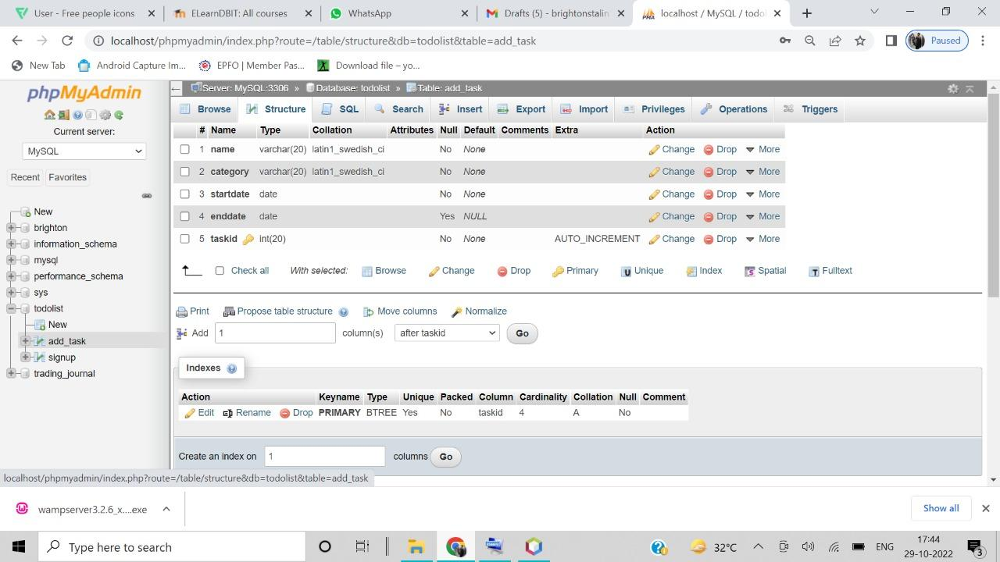 User - Free people icons
ELearnDBIT: All courses
WhatsApp
Drafts (5) - brightonstalin
localhost / MySQL / todol
localhost/phpmyadmin/index.php?route=/table/structure&db=todolist&table=add_task
Paused
New Tab
Android Capture Im...
EPFO | Member Pas...
Download file – yo...
phpMyAdmin
Current server:
MySQL
Recent Favorites
New
brighton
information_schema
mysql
performance_schema
sys
todolist
New
add_task
signup
trading_journal
Server: MySQL:3306 » Database: todolist » Table: add_task
Browse Structure SQL Search Insert Export Import Privileges Operations Triggers
# Name Type Collation Attributes Null Default Comments Extra Action
1 name varchar(20) latin1_swedish_ci No None Change Drop More
2 category varchar(20) latin1_swedish_ci No None Change Drop More
3 startdate date No None Change Drop More
4 enddate date Yes NULL Change Drop More
5 taskid int(20) No None AUTO_INCREMENT Change Drop More
Check all With selected: Browse Change Drop Primary Unique Index Spatial Fulltext
Print Propose table structure Move columns Normalize
Add 1 column(s) after taskid Go
Indexes
Action Keyname Type Unique Packed Column Cardinality Collation Null Comment
Edit Rename Drop PRIMARY BTREE Yes No taskid 4 A No
Create an index on 1 columns Go
localhost/phpmyadmin/index.php?route=/table/structure&db=todolist&table=add_task
wampserver3.2.6_x....exe
Show all
Type here to search
32°C
ENG
17:44
29-10-2022
3